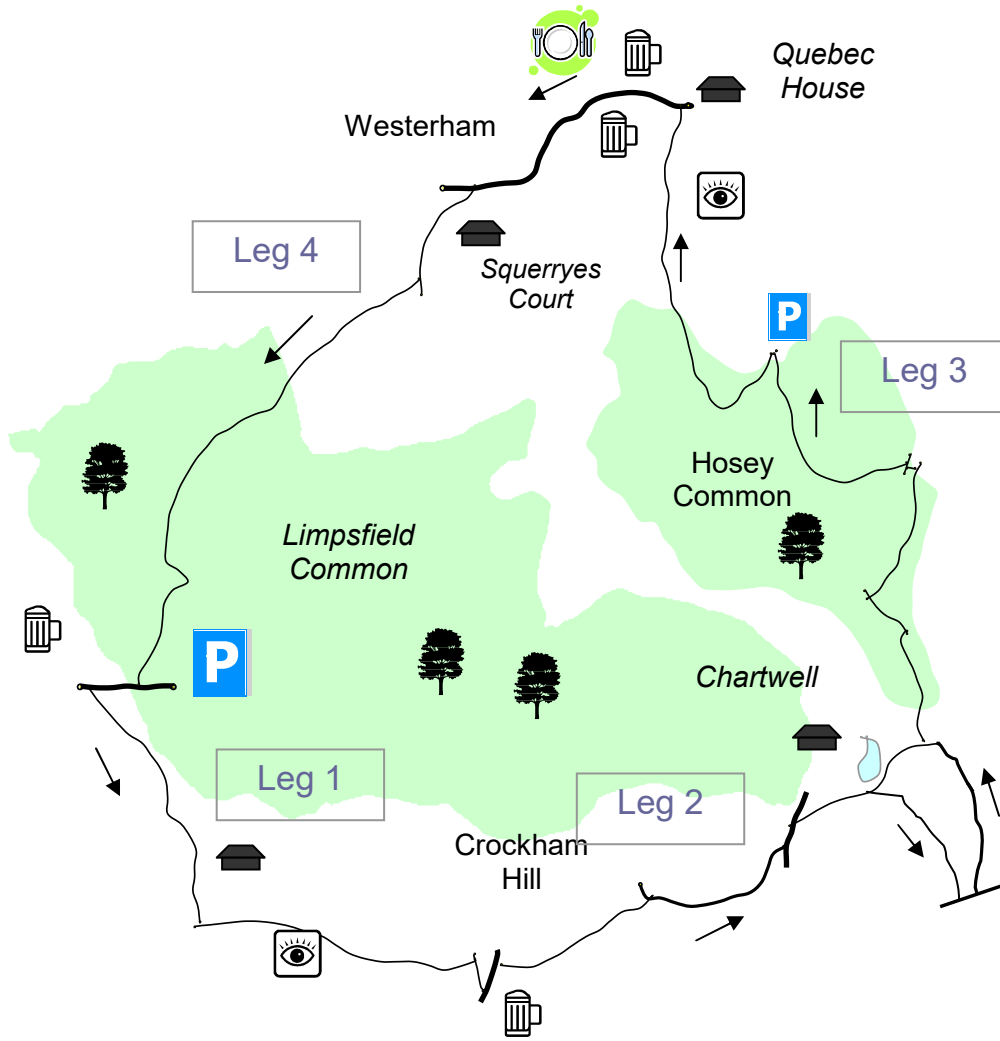 Quebec
House
Westerham
Leg 4
Squerryes
Court
P
Leg 3
Hosey
Common
Limpsfield
Common
P
Chartwell
Leg 1
Leg 2
Crockham
Hill